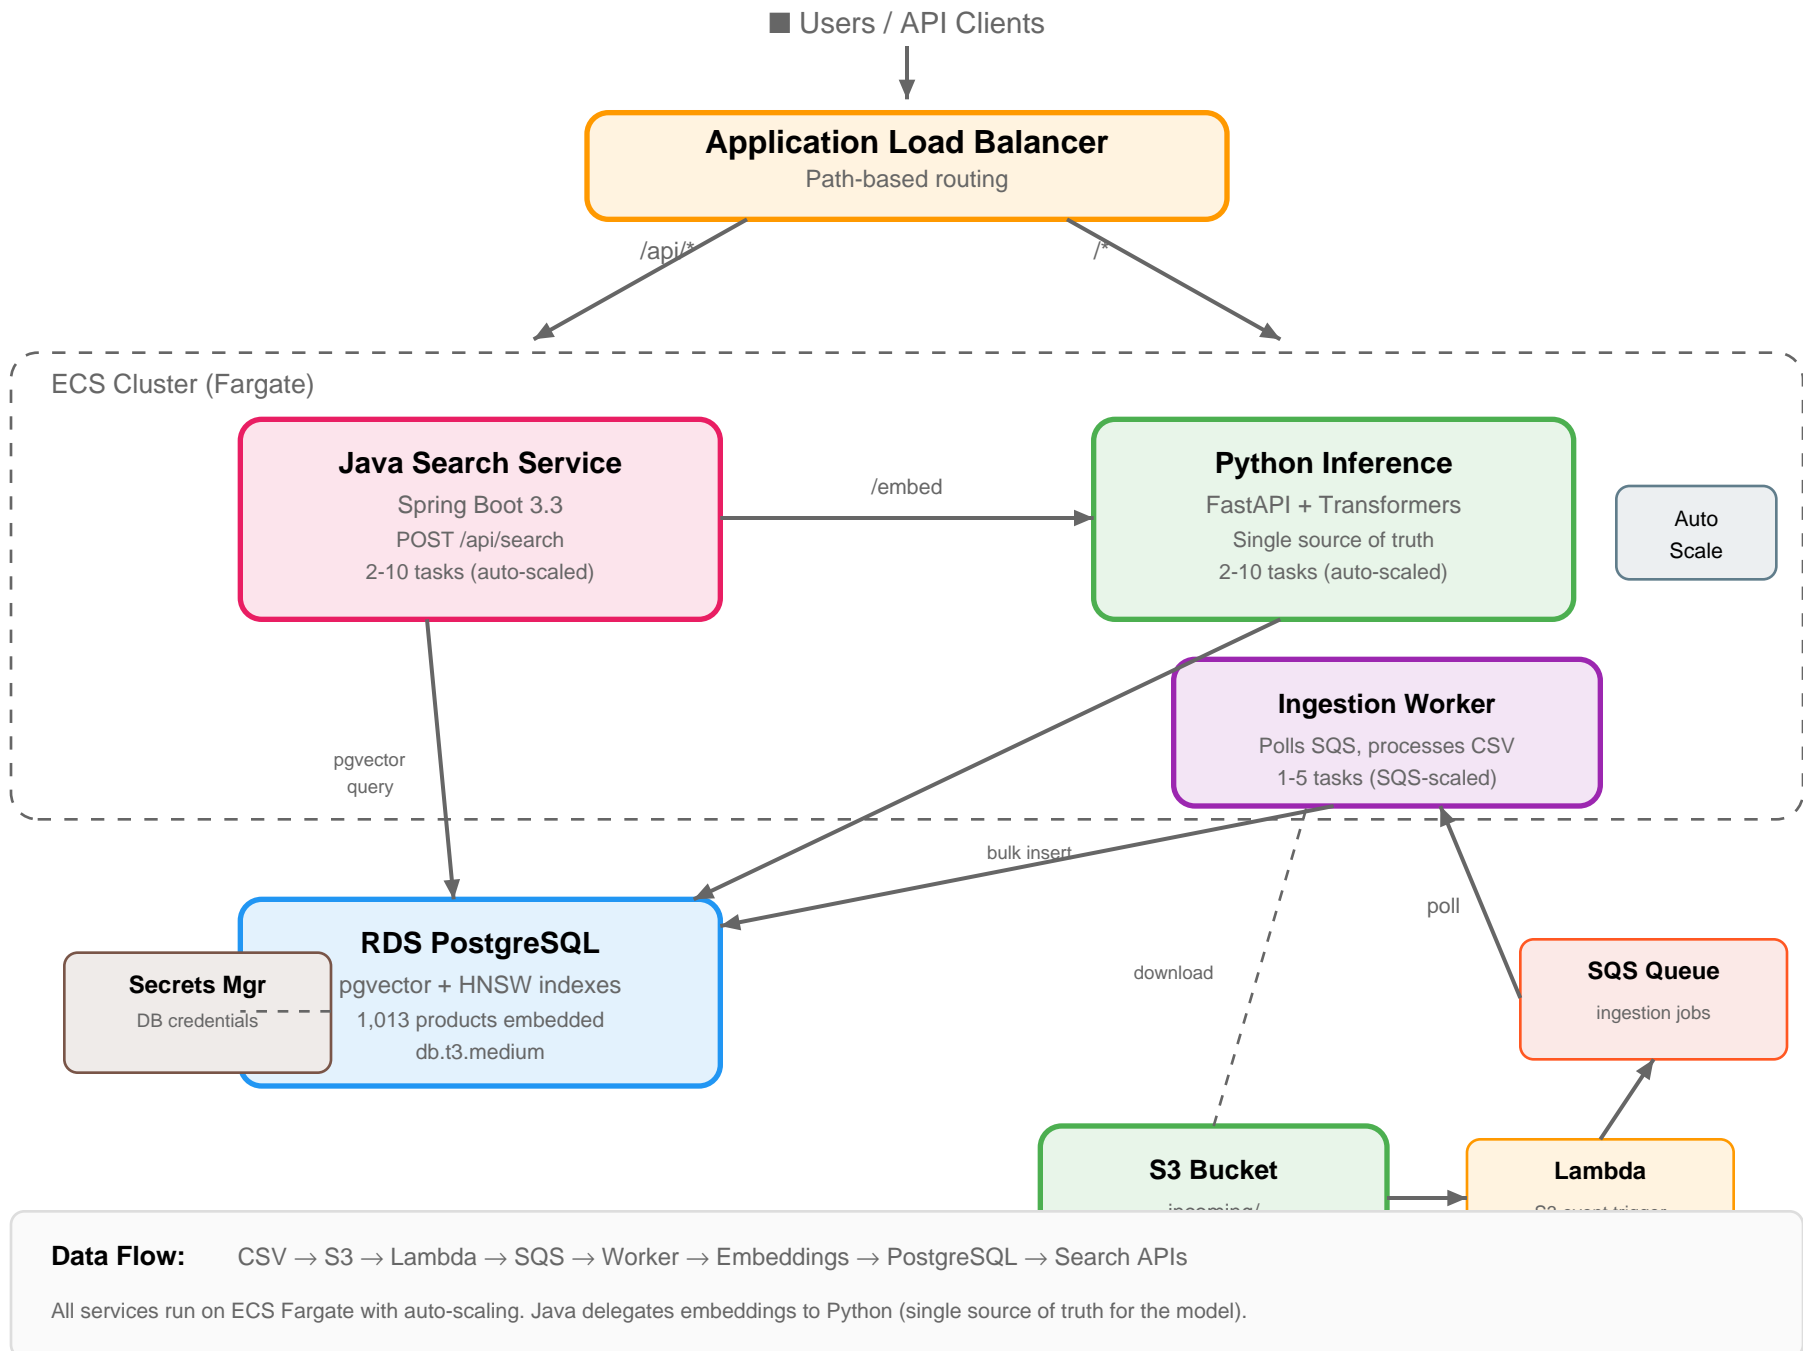 ■ Users / API Clients
Application Load Balancer
Path-based routing
/api/*
/*
ECS Cluster (Fargate)
Java Search Service
Spring Boot 3.3
POST /api/search
2-10 tasks (auto-scaled)
/embed
Python Inference
FastAPI + Transformers
Single source of truth
2-10 tasks (auto-scaled)
Auto
Scale
Ingestion Worker
Polls SQS, processes CSV
1-5 tasks (SQS-scaled)
pgvector
query
bulk insert
poll
download
RDS PostgreSQL
pgvector + HNSW indexes
1,013 products embedded
db.t3.medium
Secrets Mgr
DB credentials
SQS Queue
ingestion jobs
S3 Bucket
incoming/
Lambda
S3 event trigger
Data Flow: CSV → S3 → Lambda → SQS → Worker → Embeddings → PostgreSQL → Search APIs
All services run on ECS Fargate with auto-scaling. Java delegates embeddings to Python (single source of truth for the model).